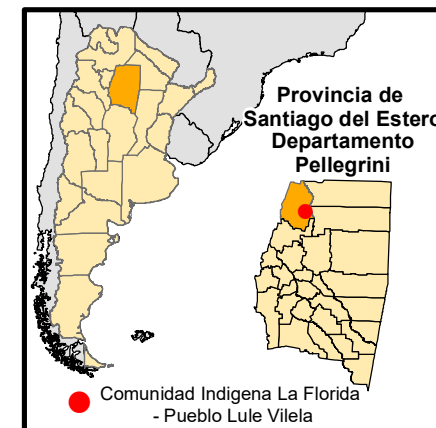 Provincia de
Santiago del Estero
Departamento
Pellegrini
Comunidad Indigena La Florida
- Pueblo Lule Vilela